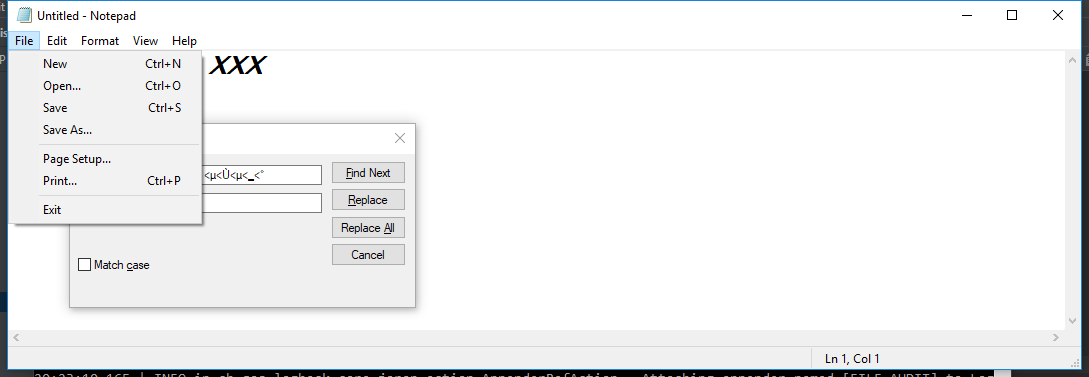 Untitled - Notepad
File Edit Format View Help
New Ctrl+N
Open... Ctrl+O
Save Ctrl+S
Save As...
Page Setup...
Print... Ctrl+P
Exit
XXX
<µ<Ù<µ<_<°
Find Next
Replace
Replace All
Cancel
Match case
Ln 1, Col 1